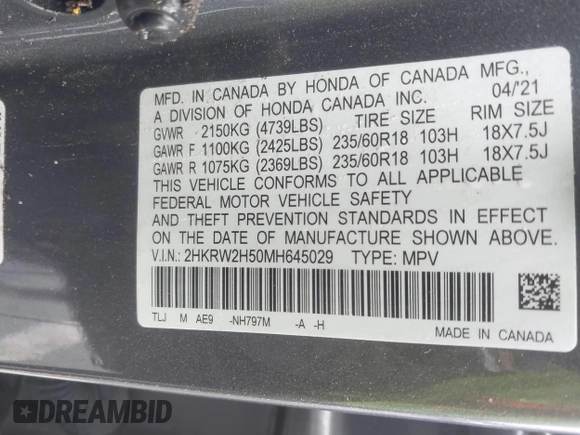 MFD. IN CANADA BY HONDA OF CANADA MFG.,
A DIVISION OF HONDA CANADA INC. 04/'21
GVWR 2150KG (4739LBS) TIRE SIZE RIM SIZE
GAWR F 1100KG (2425LBS) 235/60R18 103H 18X7.5J
GAWR R 1075KG (2369LBS) 235/60R18 103H 18X7.5J
THIS VEHICLE CONFORMS TO ALL APPLICABLE
FEDERAL MOTOR VEHICLE SAFETY
AND THEFT PREVENTION STANDARDS IN EFFECT
ON THE DATE OF MANUFACTURE SHOWN ABOVE.
V.I.N.: 2HKRW2H50MH645029 TYPE: MPV
TLJ M AE9 -NH797M -A -H
MADE IN CANADA
DREAMBID